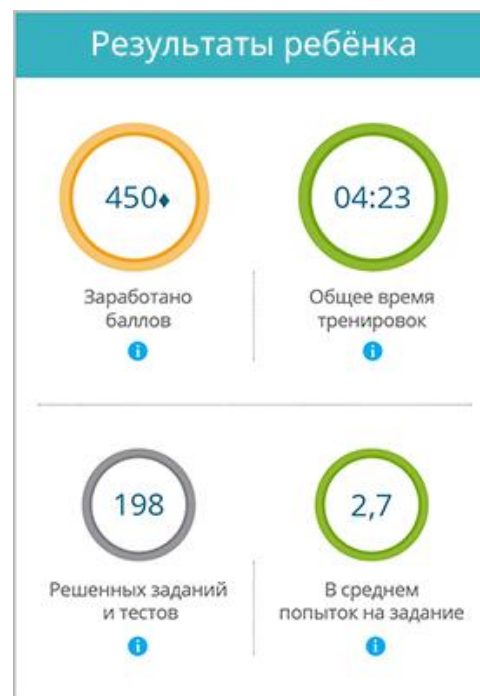 Результаты ребёнка
450♦
04:23
Заработано
баллов
Общее время
тренировок
198
2,7
Решенных заданий
и тестов
В среднем
попыток на задание